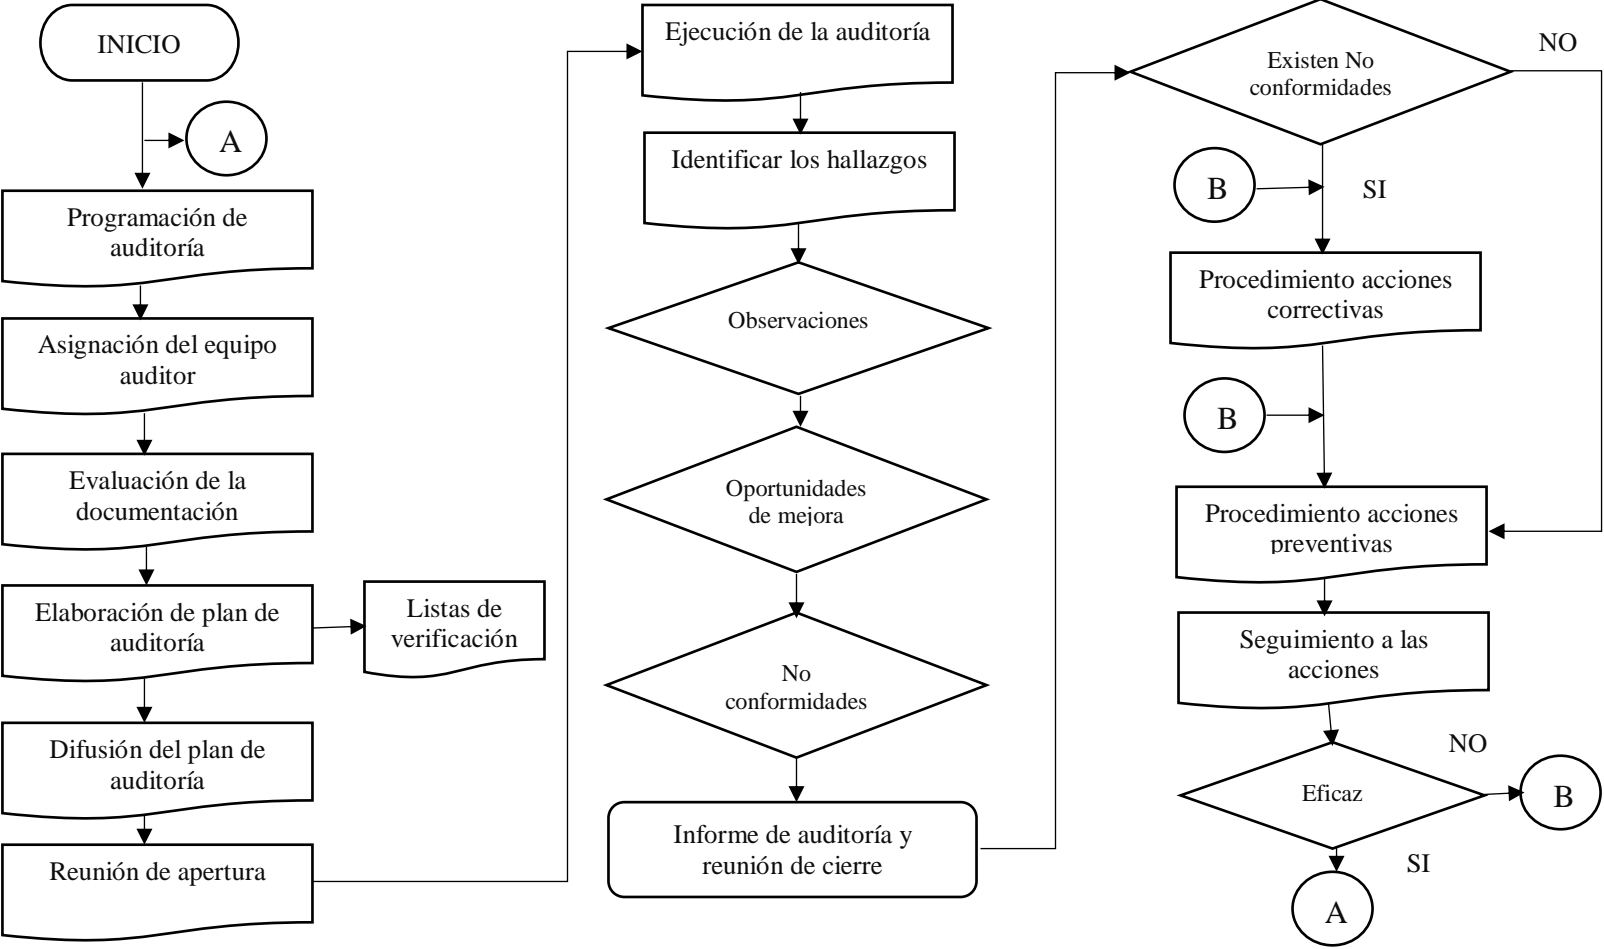 INICIO
A
Programación de
auditoría
Asignación del equipo
auditor
Evaluación de la
documentación
Elaboración de plan de
auditoría
Listas de
verificación
Difusión del plan de
auditoría
Reunión de apertura
Ejecución de la auditoría
Identificar los hallazgos
Observaciones
Oportunidades
de mejora
No
conformidades
Informe de auditoría y
reunión de cierre
Existen No
conformidades
NO
B
SI
Procedimiento acciones
correctivas
B
Procedimiento acciones
preventivas
Seguimiento a las
acciones
Eficaz
NO
B
SI
A